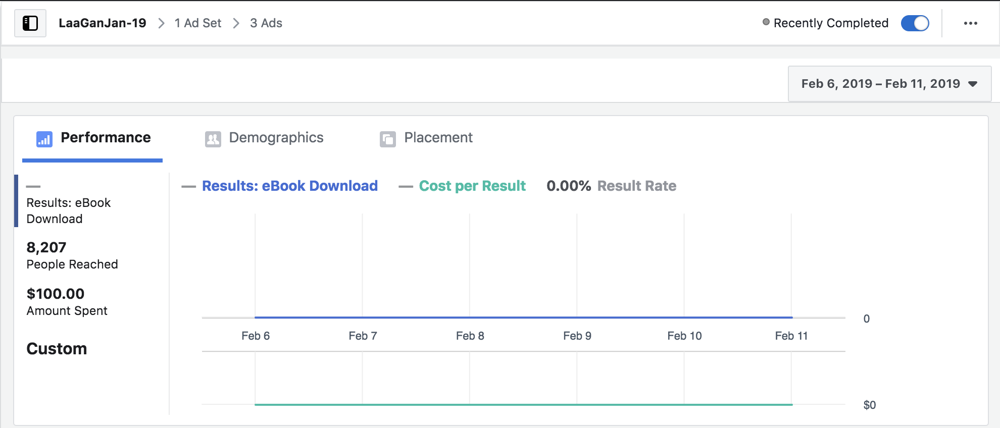 LaaGanJan-19 > 1 Ad Set > 3 Ads
Recently Completed
Feb 6, 2019 – Feb 11, 2019
Performance
Demographics
Placement
—
Results: eBook
Download
8,207
People Reached
$100.00
Amount Spent
Custom
— Results: eBook Download — Cost per Result 0.00% Result Rate
0
Feb 6 Feb 7 Feb 8 Feb 9 Feb 10 Feb 11
$0